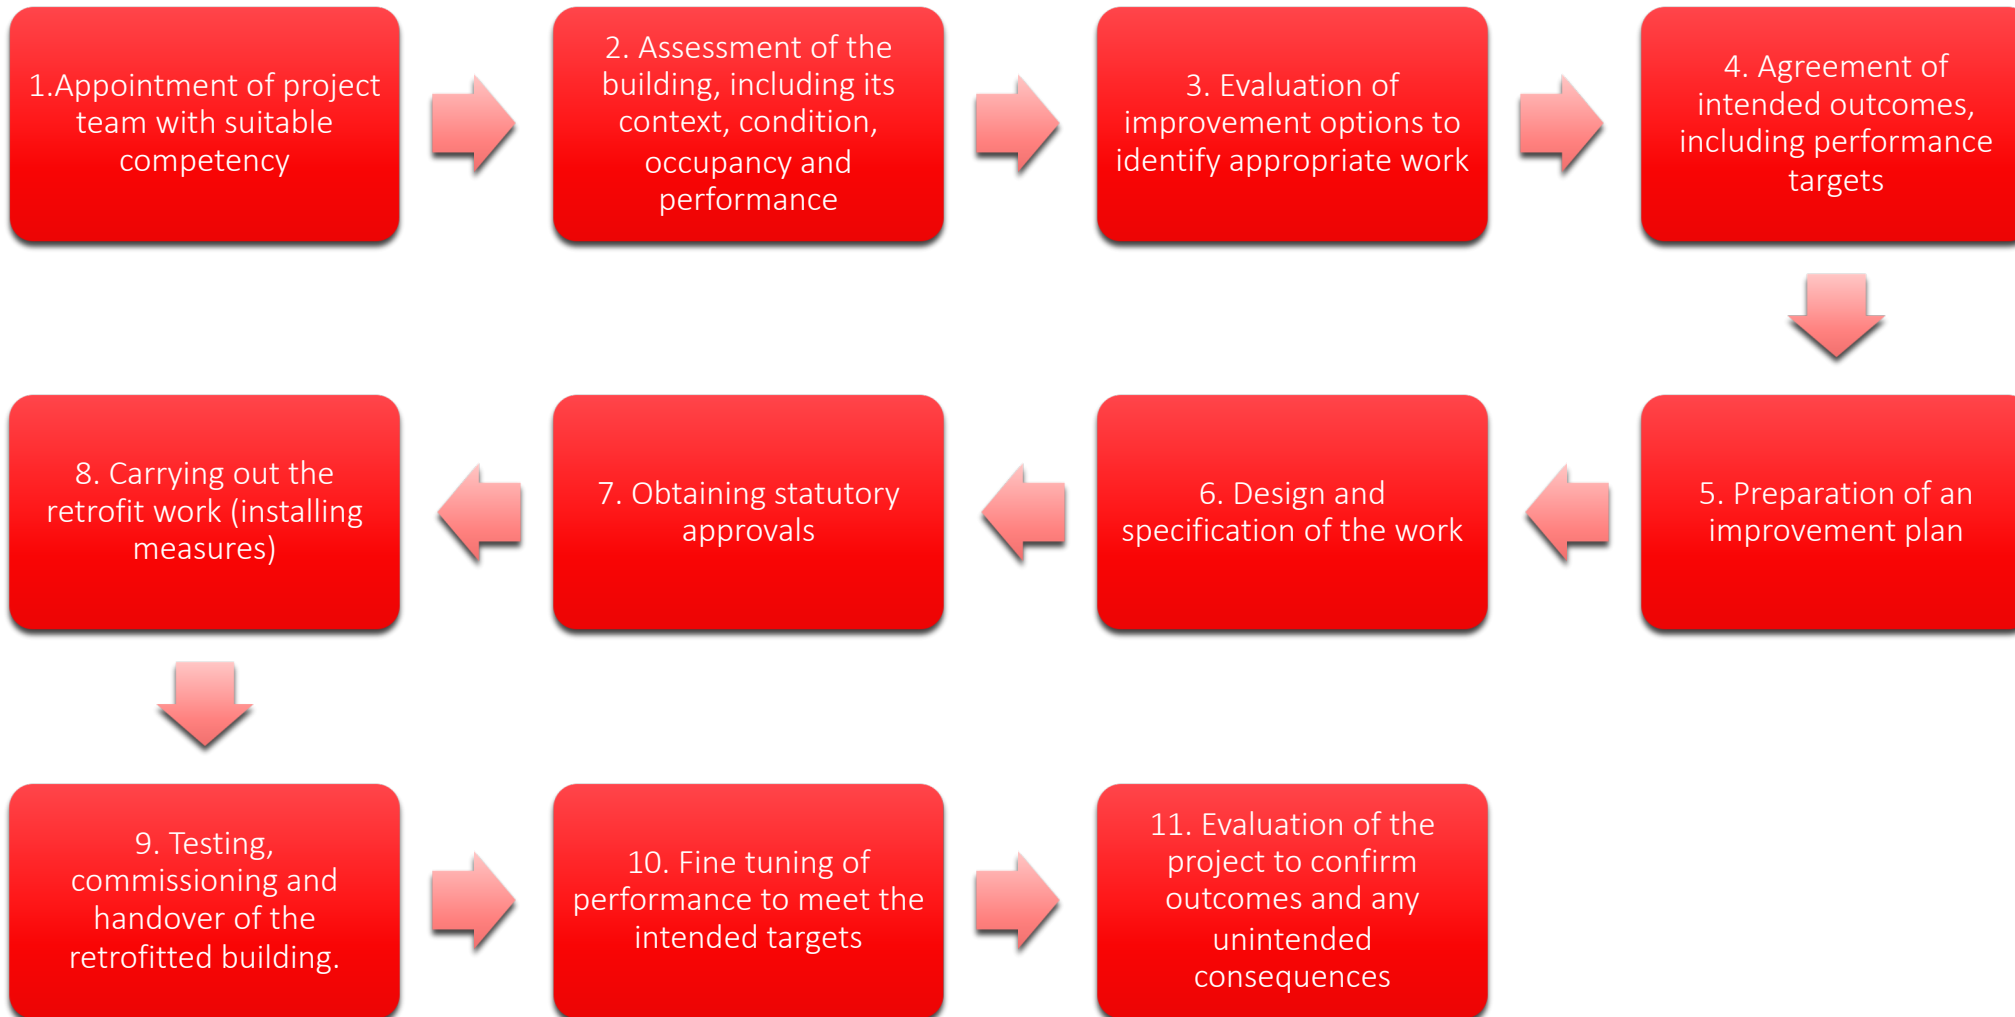 1.Appointment of project
team with suitable
competency
2. Assessment of the
building, including its
context, condition,
occupancy and
performance
3. Evaluation of
improvement options to
identify appropriate work
4. Agreement of
intended outcomes,
including performance
targets
5. Preparation of an
improvement plan
6. Design and
specification of the work
7. Obtaining statutory
approvals
8. Carrying out the
retrofit work (installing
measures)
9. Testing,
commissioning and
handover of the
retrofitted building.
10. Fine tuning of
performance to meet the
intended targets
11. Evaluation of the
project to confirm
outcomes and any
unintended
consequences